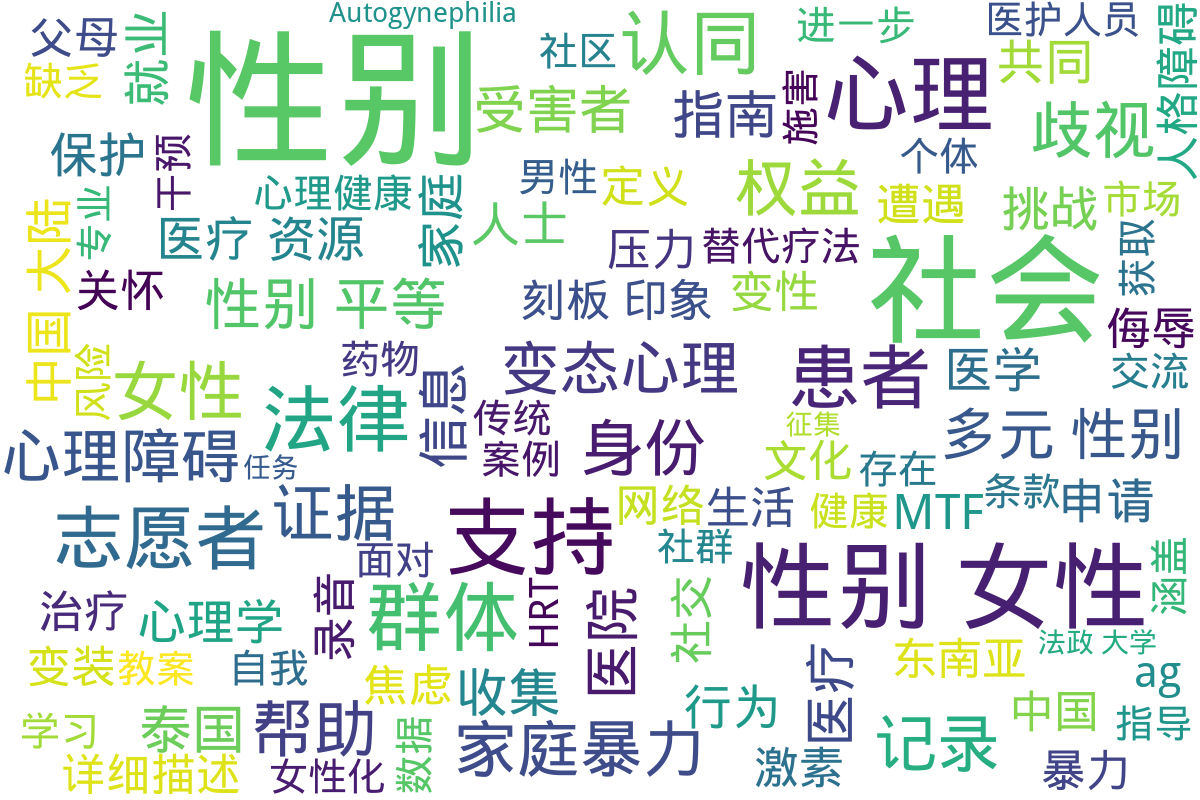 Autogynephilia
父母
就业
缺乏
性别
社区
认同
进一步
医护人员
人格障碍
受害者
指南
施害
心理
共同
歧视
保护
干预
心理健康
家庭
男性
定义
权益
个体
遭遇
挑战
市场
中国 大陆
专业
医疗 资源
人士
压力
替代疗法
获取
关怀
性别 平等
刻板 印象
变性
社会
侮辱
风险
女性
药物
信息
变态心理
患者
医学
交流
法律
传统
案例
身份
征集
文化
存在
多元 性别
心理障碍
任务
志愿者
证据
支持
网络
生活
健康
MTF
条款
申请
面对
社群
性别 女性
涵盖
治疗
心理学
录音
群体
HRT
医院
社交
法政 大学
变装
教案
自我
焦虑
收集
行为
医疗
东南亚
ag
学习
泰国
帮助
数据
家庭暴力
记录
中国
指导
详细描述
女性化
激素
暴力